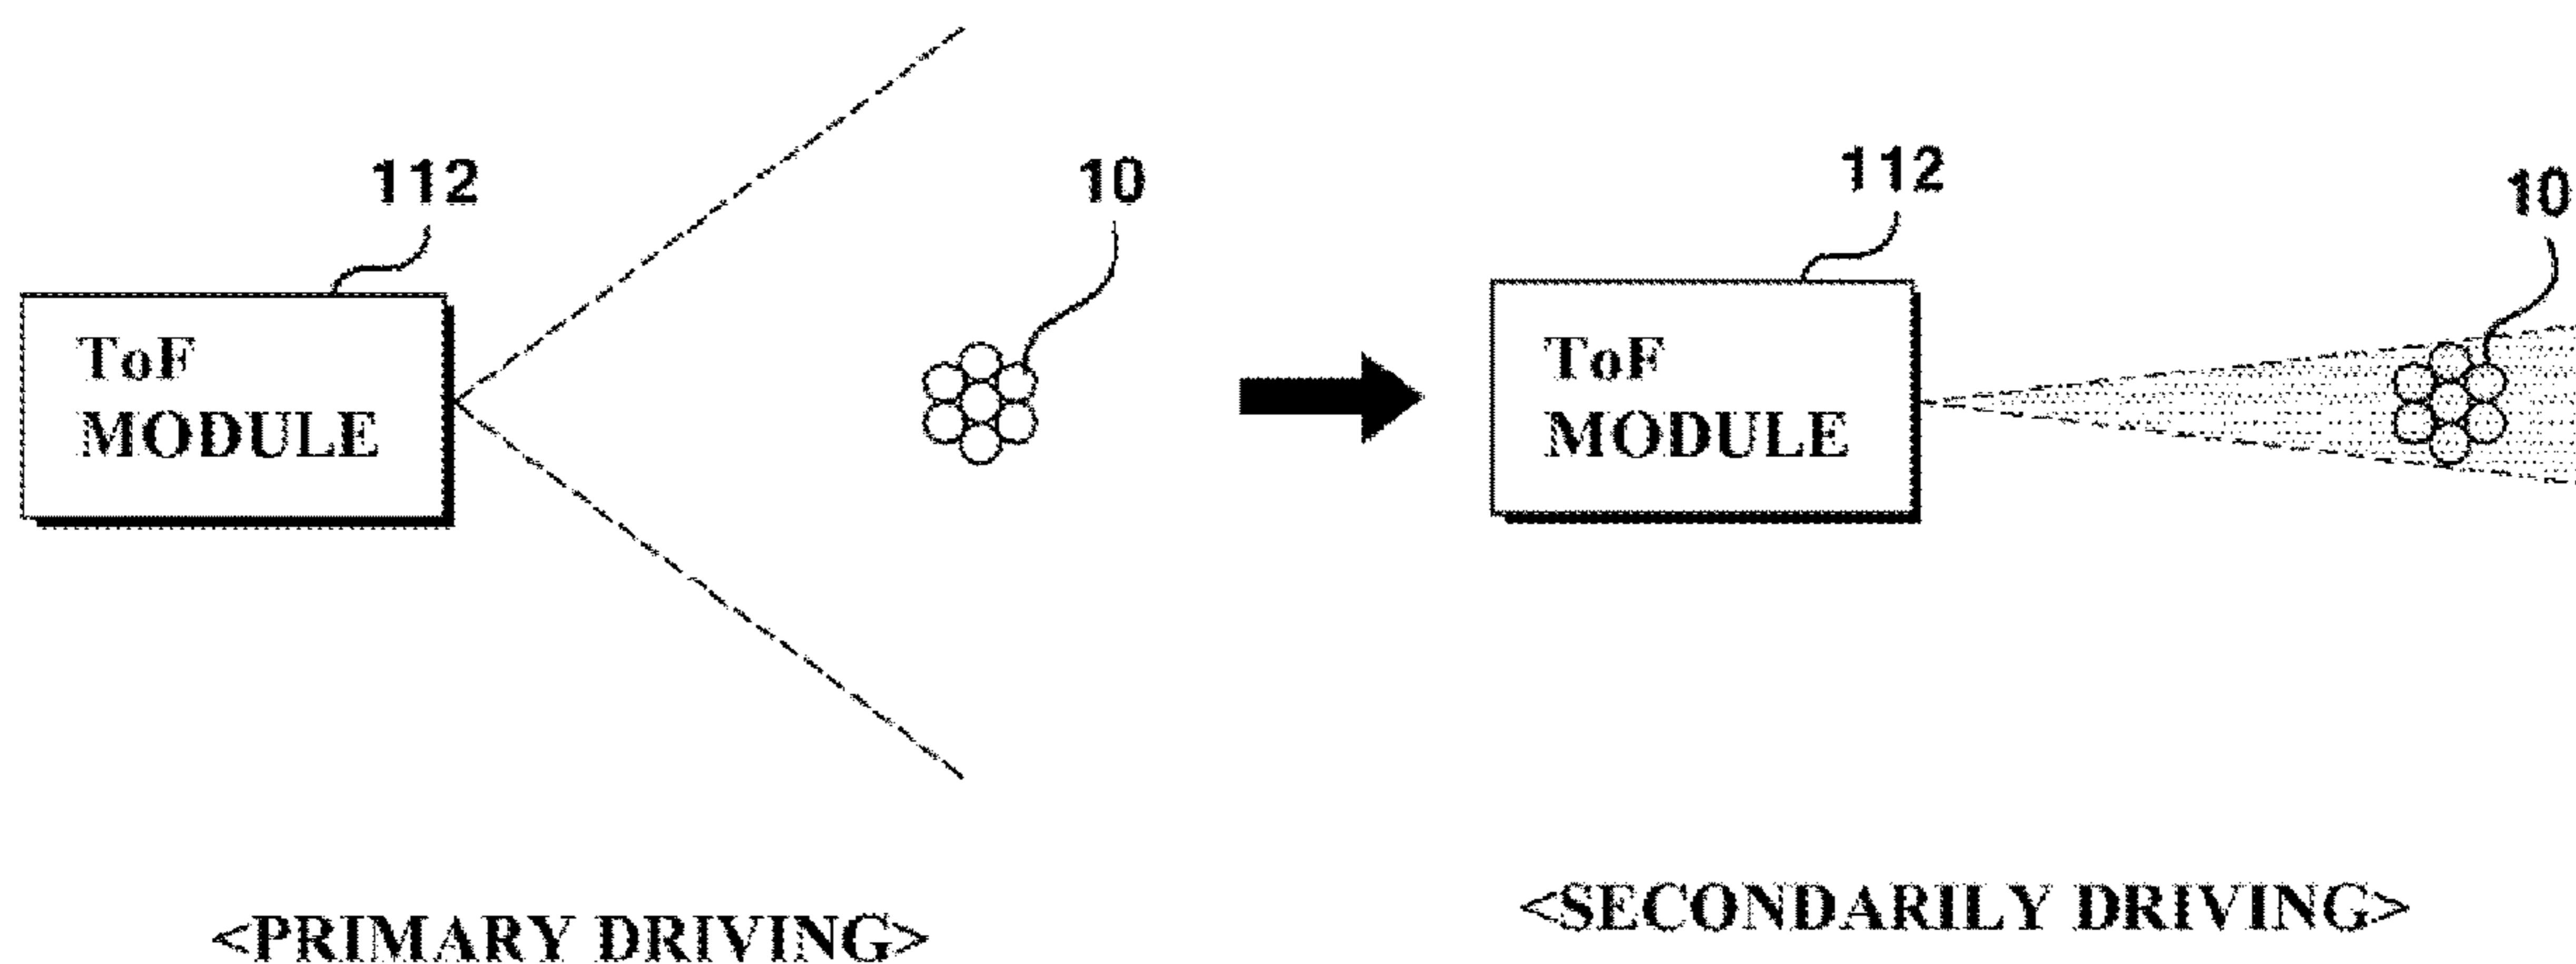 112
10
ToF
MODULE
<PRIMARY DRIVING>
112
10
ToF
MODULE
<SECONDARILY DRIVING>